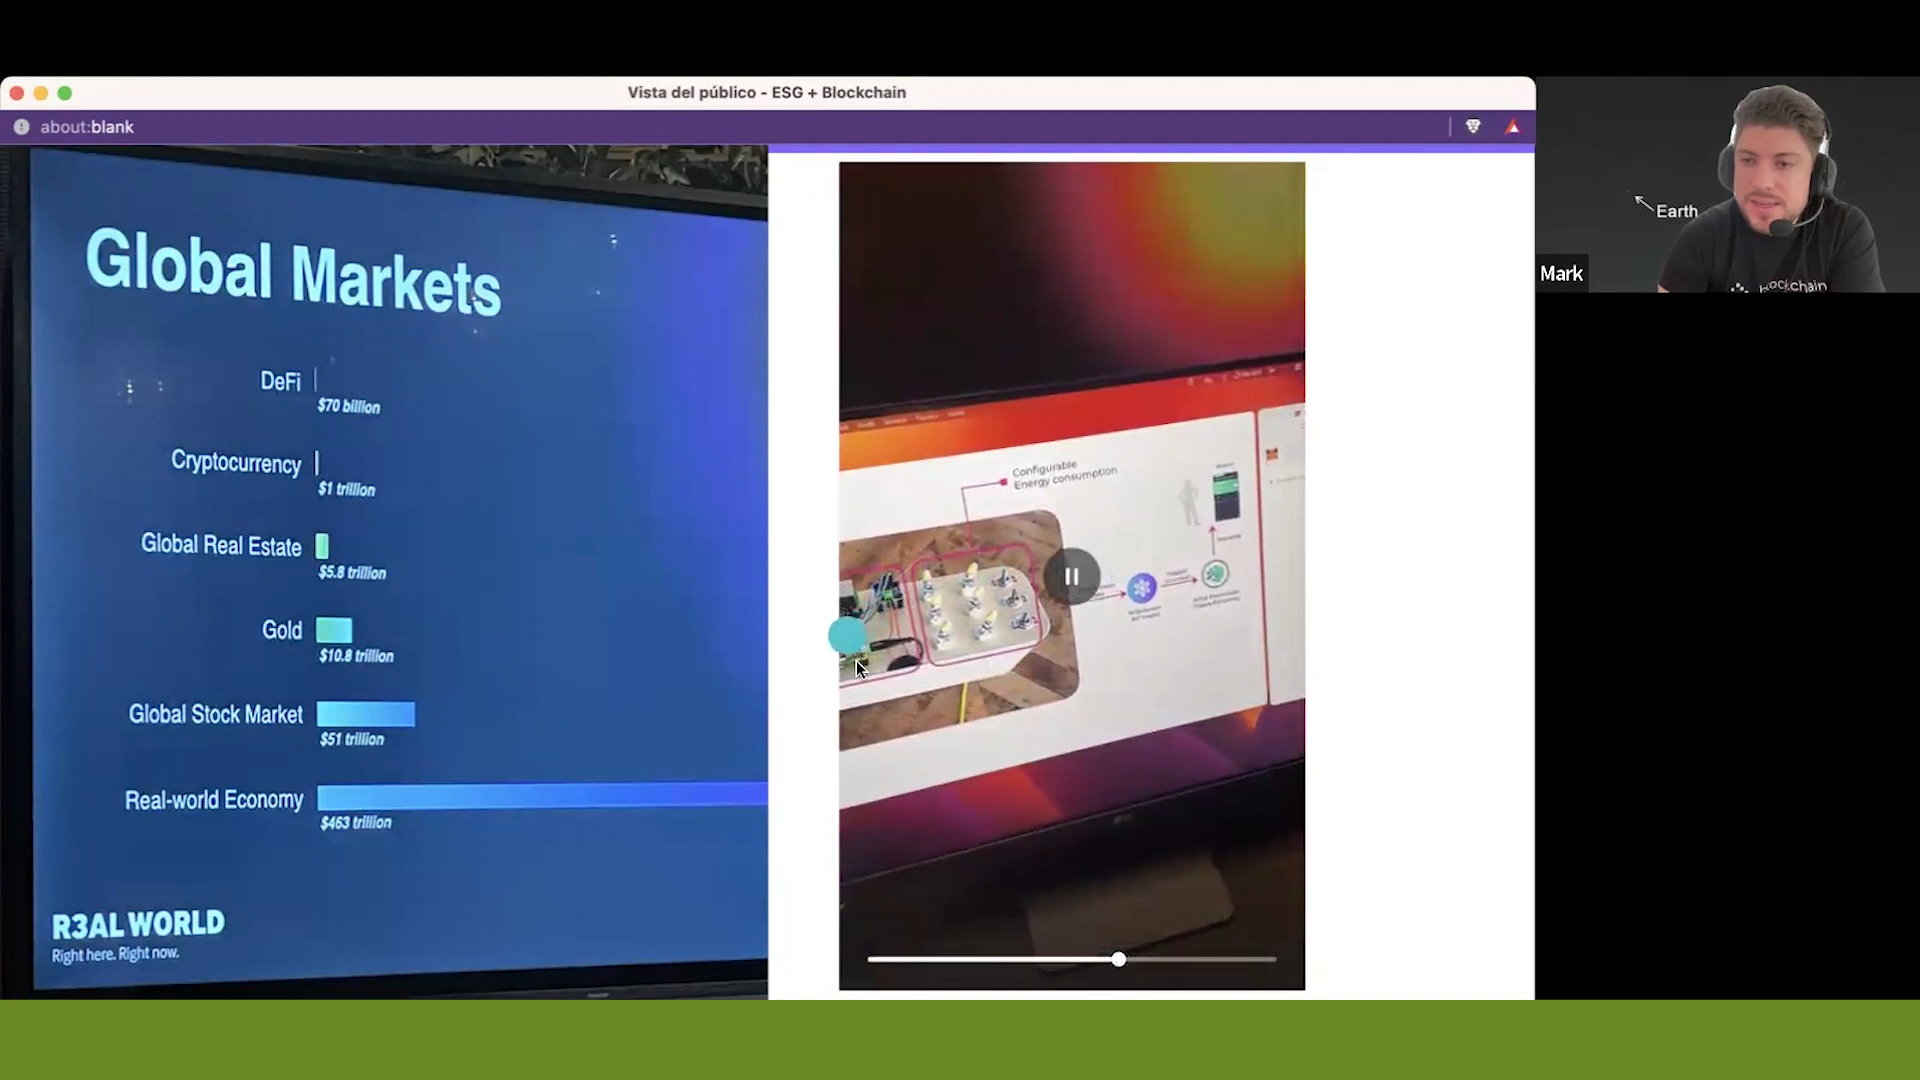 Vista del público - ESG + Blockchain
about:blank
Global Markets
DeFi
$70 billion
Cryptocurrency
$1 trillion
Global Real Estate
$5.8 trillion
Gold
$10.8 trillion
Global Stock Market
$51 trillion
Real-world Economy
$463 trillion
R3AL WORLD
Right here. Right now.
Configurable
Energy consumption
Earth
Mark